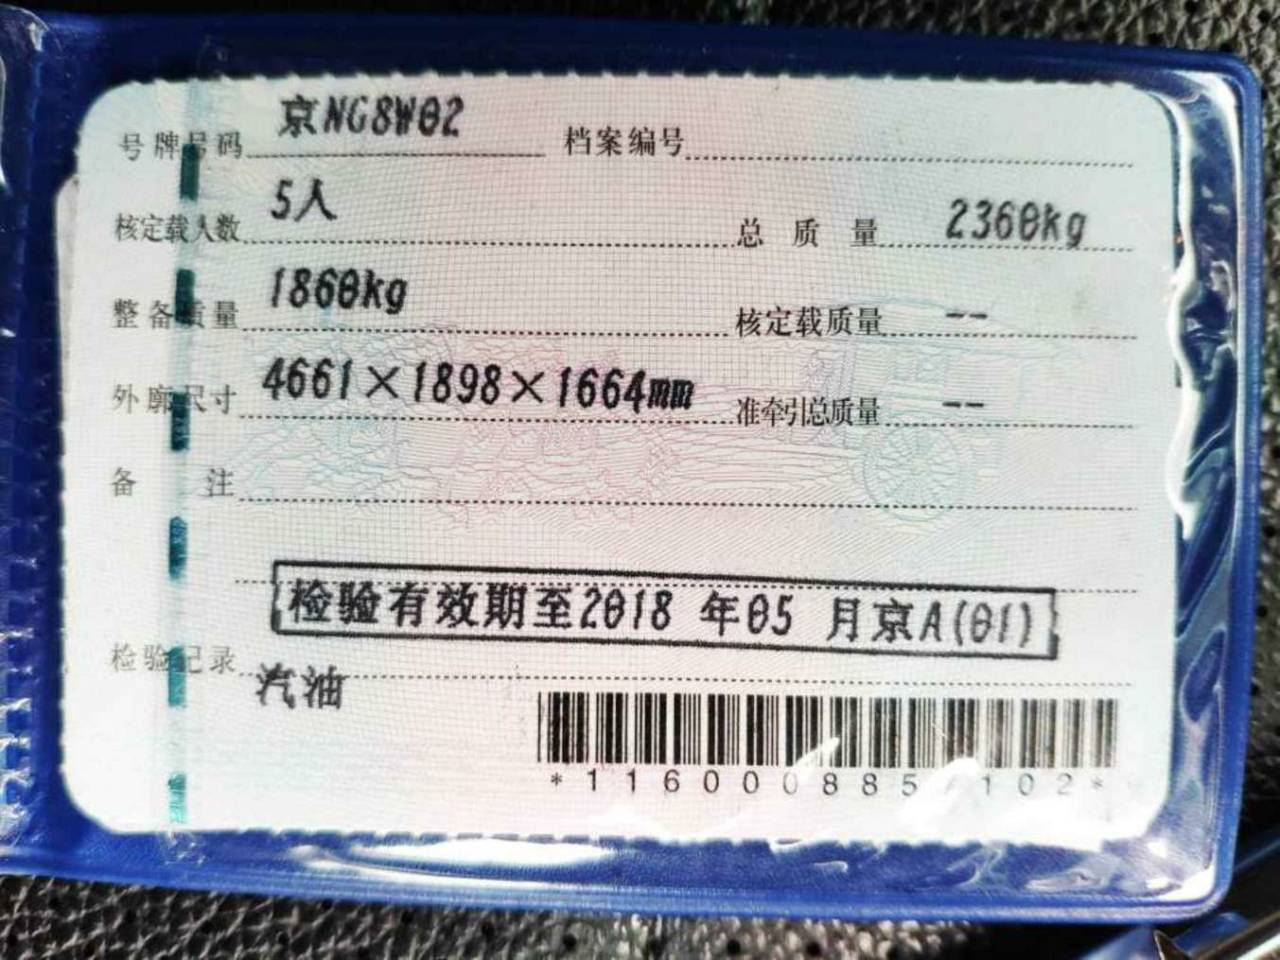 号牌号码 京NG8W02 档案编号
核定载人数 5人 总质量 2360kg
整备质量 1860kg 核定载质量 --
外廓尺寸 4661×1898×1664mm 准牵引总质量 --
备注
检验有效期至2018 年05 月京A(01)
检验记录
汽油